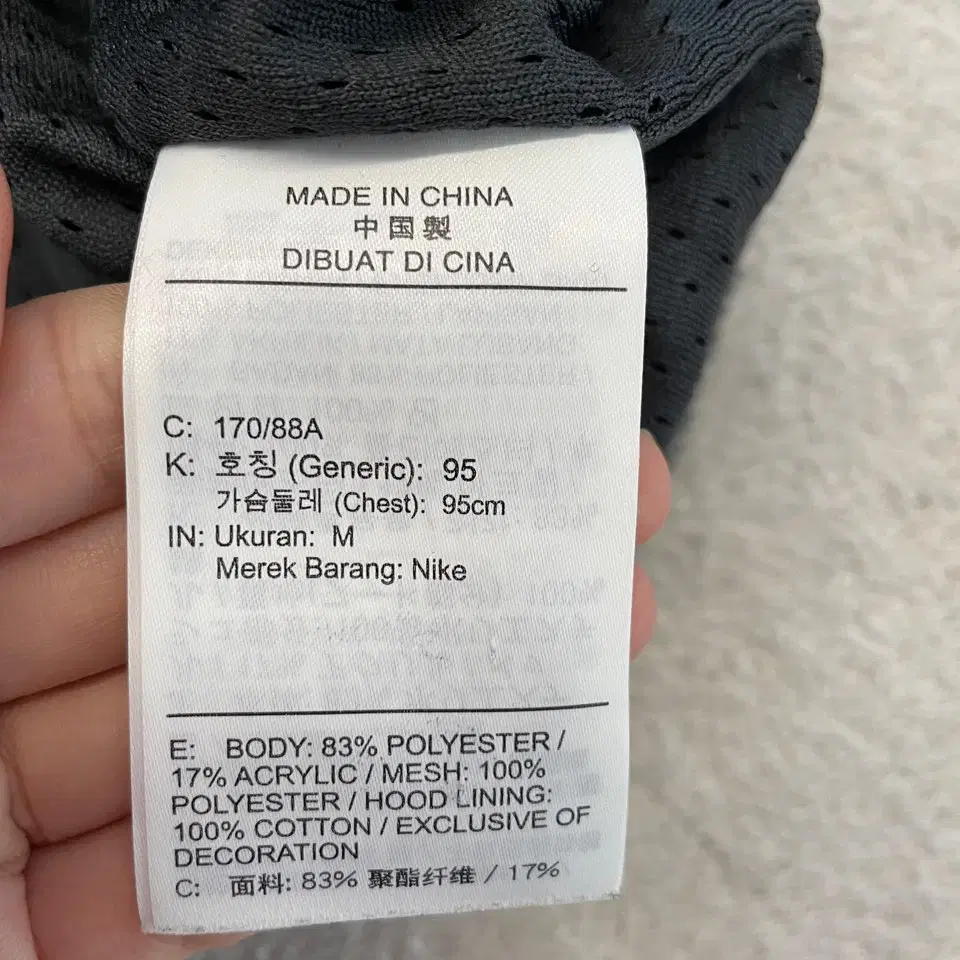 MADE IN CHINA
中国製
DIBUAT DI CINA
C: 170/88A
K: 호칭 (Generic): 95
가슴둘레 (Chest): 95cm
IN: Ukuran: M
Merek Barang: Nike
E: BODY: 83% POLYESTER /
17% ACRYLIC / MESH: 100%
POLYESTER / HOOD LINING:
100% COTTON / EXCLUSIVE OF
DECORATION
C: 面料: 83% 聚酯纤维 / 17%